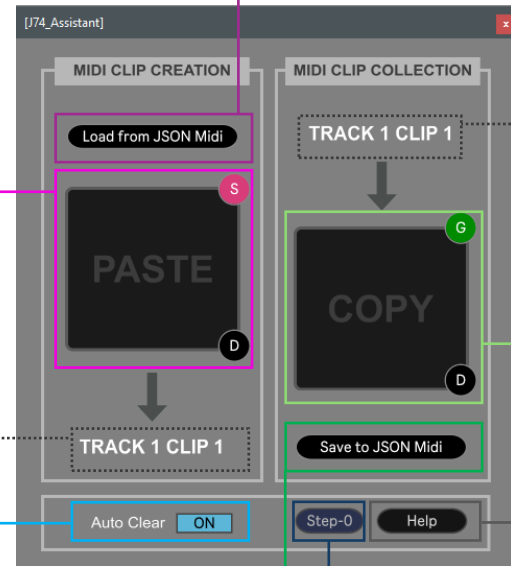 [J74_Assistant]
x
MIDI CLIP CREATION
Load from JSON Midi
S
PASTE
D
TRACK 1 CLIP 1
MIDI CLIP COLLECTION
TRACK 1 CLIP 1
G
COPY
D
Save to JSON Midi
Auto Clear ON
Step-0
Help